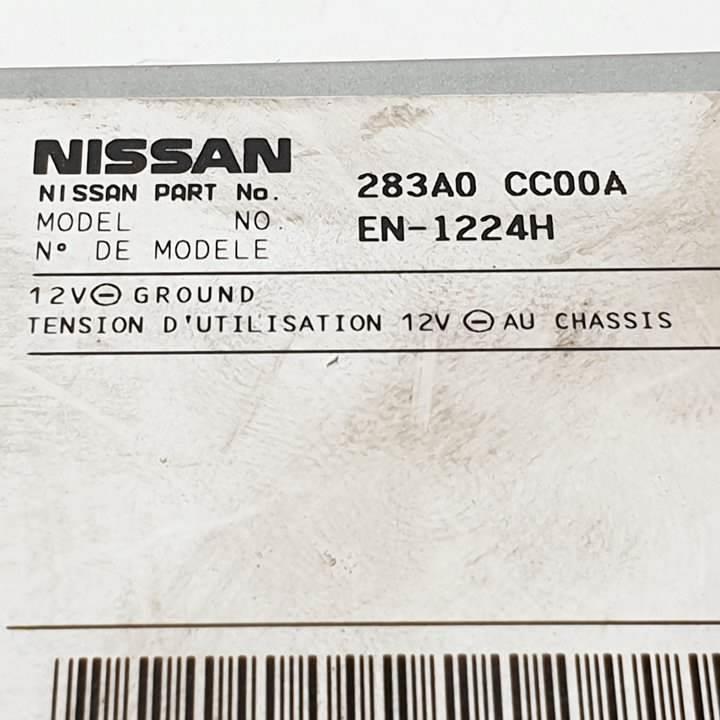 NISSAN
NISSAN PART No. 283A0 CC00A
MODEL NO. EN-1224H
N° DE MODELE
12V⊖GROUND
TENSION D'UTILISATION 12V ⊖ AU CHASSIS